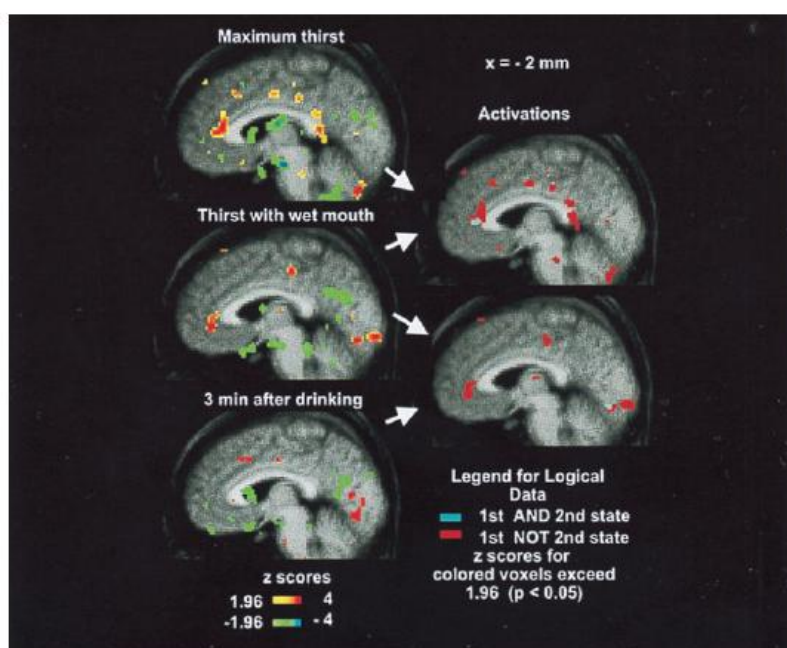 Maximum thirst
x = - 2 mm
Activations
Thirst with wet mouth
3 min after drinking
Legend for Logical
Data
1st AND 2nd state
1st NOT 2nd state
z scores for
colored voxels exceed
1.96 (p < 0.05)
z scores
1.96 4
-1.96 - 4